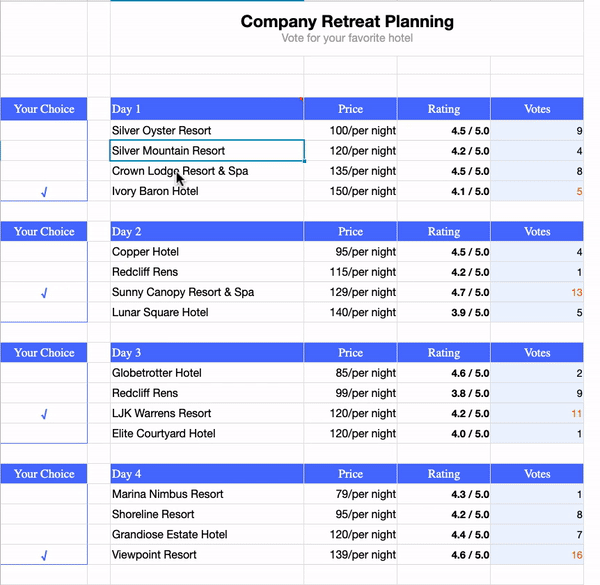 Company Retreat Planning
Vote for your favorite hotel
Your Choice Day 1 Price Rating Votes
Silver Oyster Resort 100/per night 4.5 / 5.0 9
Silver Mountain Resort 120/per night 4.2 / 5.0 4
Crown Lodge Resort & Spa 135/per night 4.5 / 5.0 8
√ Ivory Baron Hotel 150/per night 4.1 / 5.0 5
Your Choice Day 2 Price Rating Votes
Copper Hotel 95/per night 4.5 / 5.0 4
Redcliff Rens 115/per night 4.2 / 5.0 1
√ Sunny Canopy Resort & Spa 129/per night 4.7 / 5.0 13
Lunar Square Hotel 140/per night 3.9 / 5.0 5
Your Choice Day 3 Price Rating Votes
Globetrotter Hotel 85/per night 4.6 / 5.0 2
Redcliff Rens 99/per night 3.8 / 5.0 9
√ LJK Warrens Resort 120/per night 4.2 / 5.0 11
Elite Courtyard Hotel 120/per night 4.0 / 5.0 1
Your Choice Day 4 Price Rating Votes
Marina Nimbus Resort 79/per night 4.3 / 5.0 1
Shoreline Resort 95/per night 4.2 / 5.0 8
Grandiose Estate Hotel 120/per night 4.4 / 5.0 7
√ Viewpoint Resort 139/per night 4.6 / 5.0 16